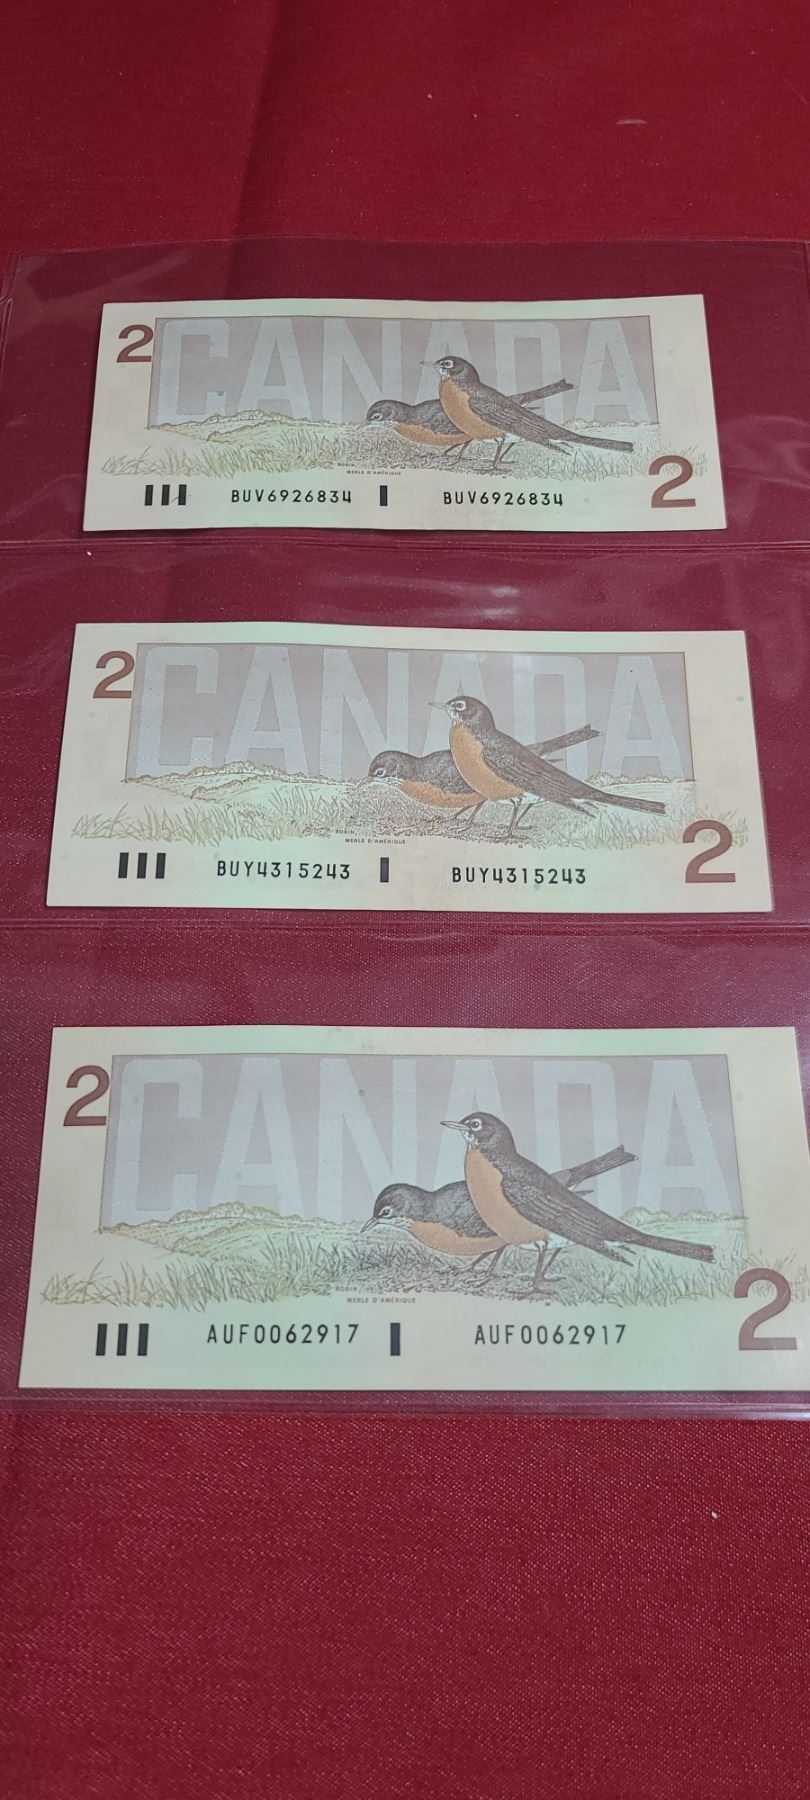 2 CANADA
ROBIN,
MERLE D'AMÉRIQUE
BUV6926834 BUV6926834 2
2 CANADA
ROBIN,
MERLE D'AMÉRIQUE
BUY4315243 BUY4315243 2
2 CANADA
ROBIN,
MERLE D'AMÉRIQUE
AUF0062917 AUF0062917 2